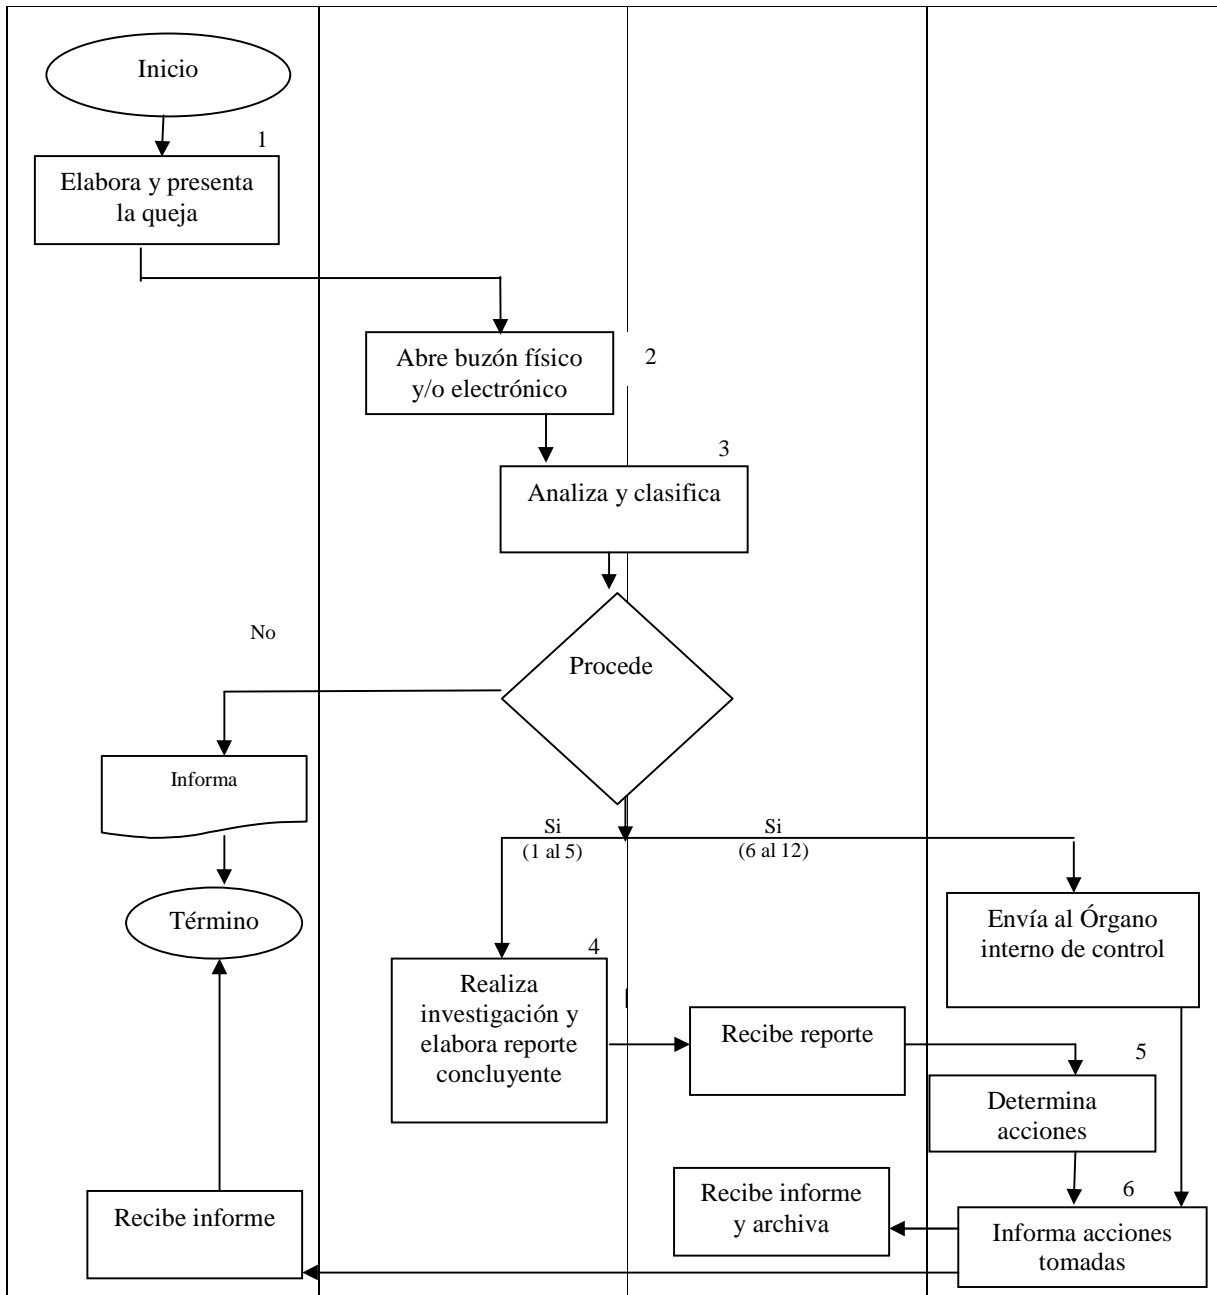 Inicio
1
Elabora y presenta
la queja
Abre buzón físico
y/o electrónico
2
3
Analiza y clasifica
No
Procede
Informa
Si
(1 al 5)
Si
(6 al 12)
Término
Envía al Órgano
interno de control
4
Realiza
investigación y
elabora reporte
concluyente
Recibe reporte
5
Determina
acciones
Recibe informe
y archiva
6
Recibe informe
Informa acciones
tomadas